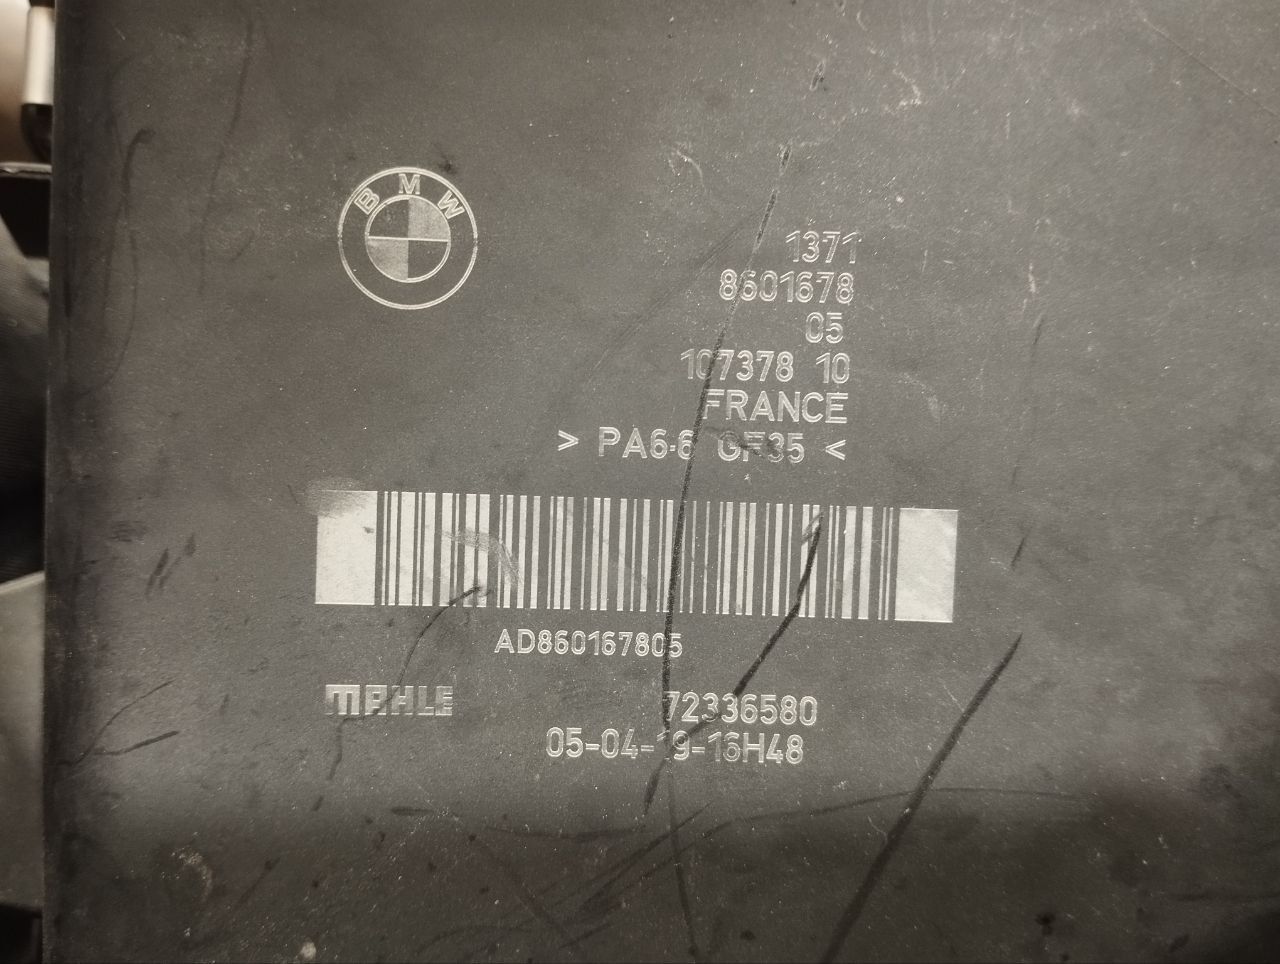 BMW
1371
8601678
05
107378 10
FRANCE
> PA6·6 GF35 <
AD860167805
MAHLE
72336580
05-04-19-16H48